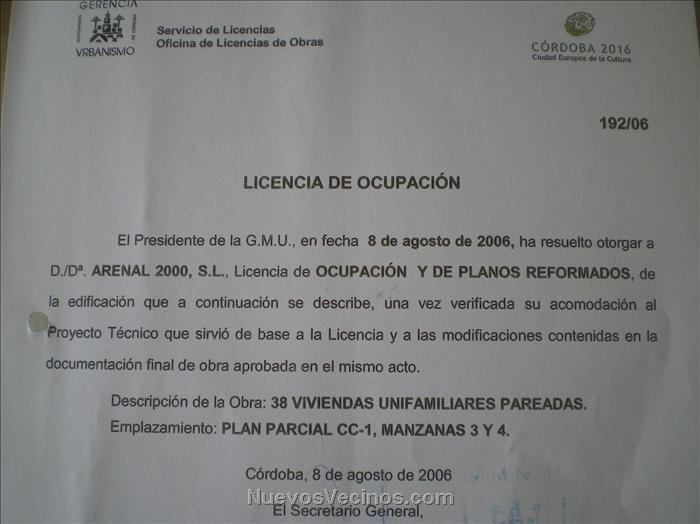 GERENCIA
VRBANISMO
Servicio de Licencias
Oficina de Licencias de Obras
CÓRDOBA 2016
Ciudad Europea de la Cultura
192/06
LICENCIA DE OCUPACIÓN
El Presidente de la G.M.U., en fecha 8 de agosto de 2006, ha resuelto otorgar a
D./Dª. ARENAL 2000, S.L., Licencia de OCUPACIÓN Y DE PLANOS REFORMADOS, de
la edificación que a continuación se describe, una vez verificada su acomodación al
Proyecto Técnico que sirvió de base a la Licencia y a las modificaciones contenidas en la
documentación final de obra aprobada en el mismo acto.
Descripción de la Obra: 38 VIVIENDAS UNIFAMILIARES PAREADAS.
Emplazamiento: PLAN PARCIAL CC-1, MANZANAS 3 Y 4.
Córdoba, 8 de agosto de 2006
NuevosVecinos.com
El Secretario General,